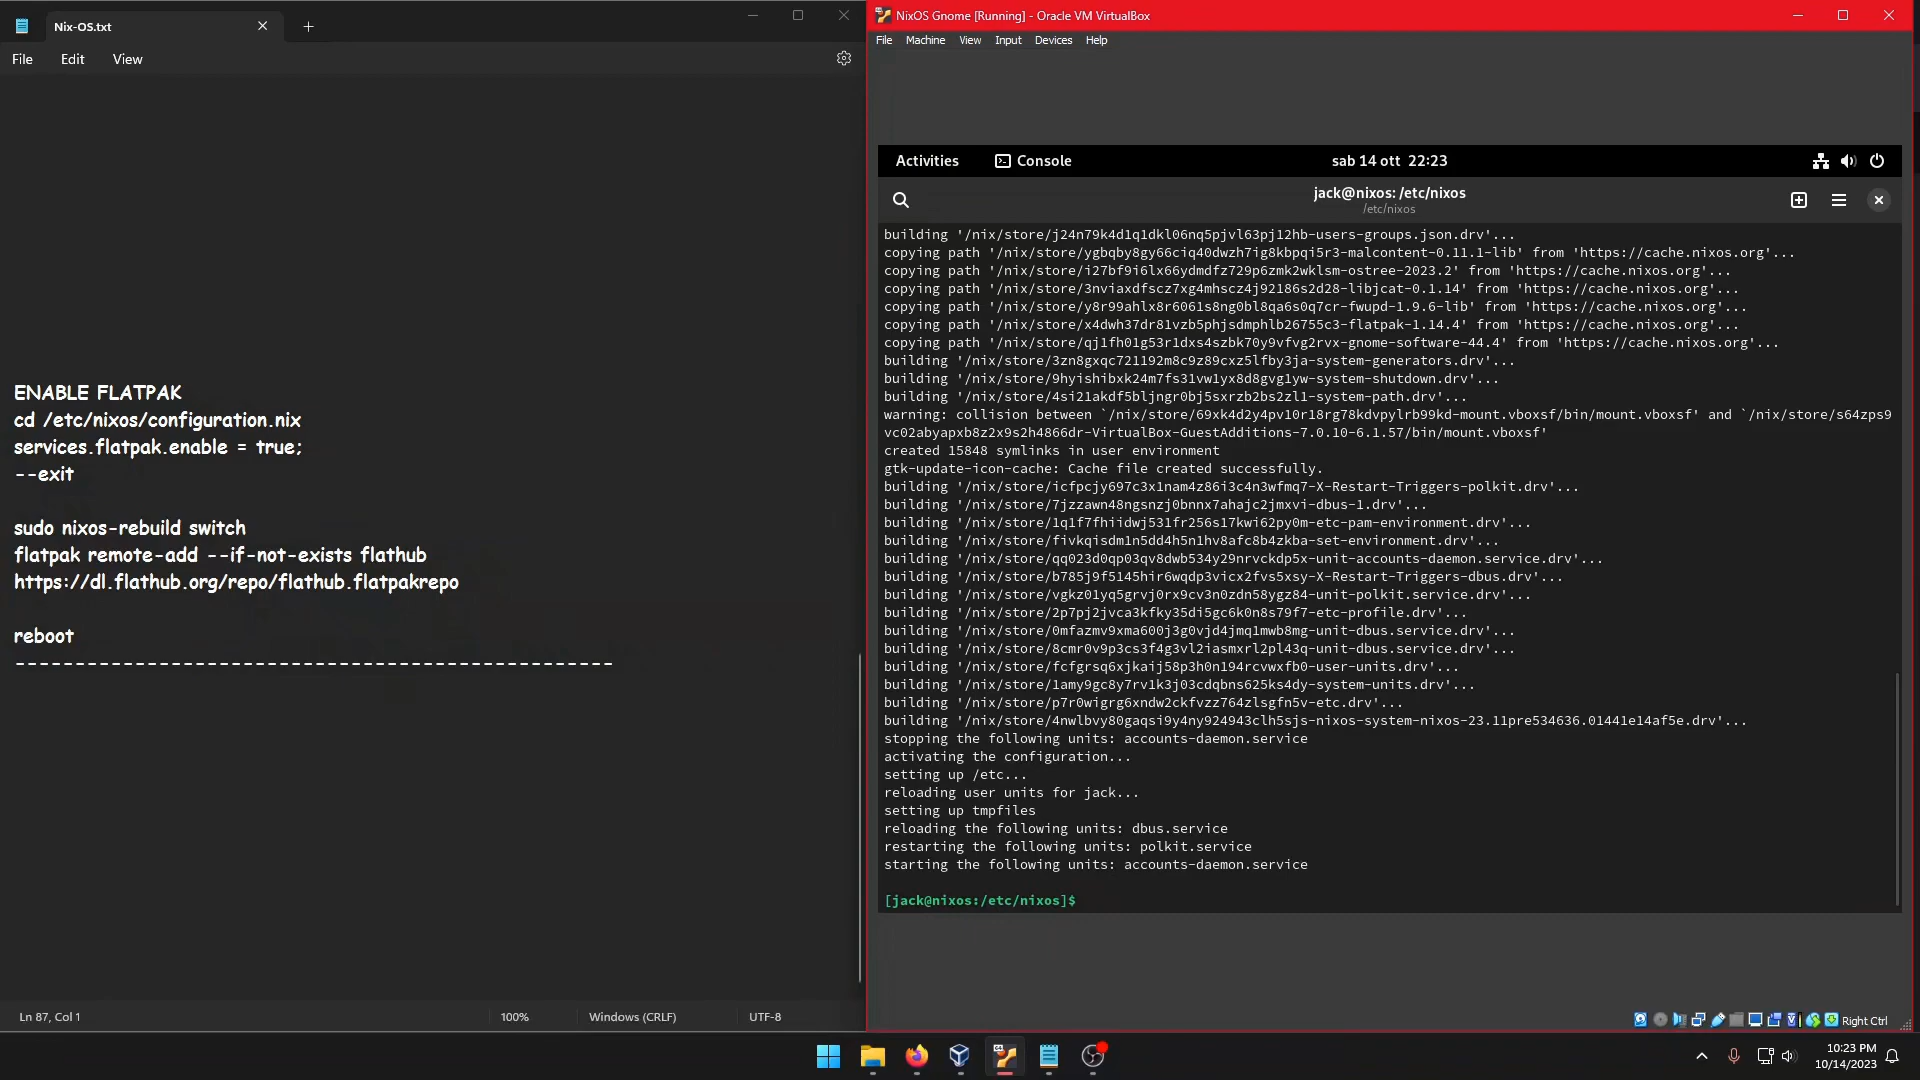 Nix-OS.txt
File Edit View
ENABLE FLATPAK
cd /etc/nixos/configuration.nix
services.flatpak.enable = true;
--exit
sudo nixos-rebuild switch
flatpak remote-add --if-not-exists flathub
https://dl.flathub.org/repo/flathub.flatpakrepo
reboot
--------------------------------------------------
Ln 87, Col 1 100% Windows (CRLF) UTF-8
NixOS Gnome [Running] - Oracle VM VirtualBox
File Machine View Input Devices Help
Activities Console sab 14 ott 22:23
jack@nixos: /etc/nixos
/etc/nixos
building '/nix/store/j24n79k4d1q1dkl06nq5pjvl63pj12hb-users-groups.json.drv'...
copying path '/nix/store/ygbqby8gy66ciq40dwzh7ig8kbpqi5r3-malcontent-0.11.1-lib' from 'https://cache.nixos.org'...
copying path '/nix/store/i27bf9i6lx66ydmdfz729p6zmk2wklsm-ostree-2023.2' from 'https://cache.nixos.org'...
copying path '/nix/store/3nviaxdfscz7xg4mhscz4j92186s2d28-libjcat-0.1.14' from 'https://cache.nixos.org'...
copying path '/nix/store/y8r99ahlx8r6061s8ng0bl8qa6s0q7cr-fwupd-1.9.6-lib' from 'https://cache.nixos.org'...
copying path '/nix/store/x4dwh37dr81vzb5phjsdmphlb26755c3-flatpak-1.14.4' from 'https://cache.nixos.org'...
copying path '/nix/store/qj1fh01g53r1dxs4szbk70y9vfvg2rvx-gnome-software-44.4' from 'https://cache.nixos.org'...
building '/nix/store/3zn8gxqc721192m8c9z89cxz5lfby3ja-system-generators.drv'...
building '/nix/store/9hyishibxk24m7fs31vw1yx8d8gvg1yw-system-shutdown.drv'...
building '/nix/store/4si21akdf5bljngr0bj5sxrzb2bs2zl1-system-path.drv'...
warning: collision between `/nix/store/69xk4d2y4pv10r18rg78kdvpylrb99kd-mount.vboxsf/bin/mount.vboxsf' and `/nix/store/s64zps9
vc02abyapxb8z2x9s2h4866dr-VirtualBox-GuestAdditions-7.0.10-6.1.57/bin/mount.vboxsf'
created 15848 symlinks in user environment
gtk-update-icon-cache: Cache file created successfully.
building '/nix/store/icfpcjy697c3x1nam4z86i3c4n3wfmq7-X-Restart-Triggers-polkit.drv'...
building '/nix/store/7jzzawn48ngsnzj0bnnx7ahajc2jmxvi-dbus-1.drv'...
building '/nix/store/1q1f7fhiidwj531fr256s17kwi62py0m-etc-pam-environment.drv'...
building '/nix/store/fivkqisdm1n5dd4h5n1hv8afc8b4zkba-set-environment.drv'...
building '/nix/store/qq023d0qp03qv8dwb534y29nrvckdp5x-unit-accounts-daemon.service.drv'...
building '/nix/store/b785j9f5145hir6wqdp3vicx2fvs5xsy-X-Restart-Triggers-dbus.drv'...
building '/nix/store/vgkz01yq5grvj0rx9cv3n0zdn58ygz84-unit-polkit.service.drv'...
building '/nix/store/2p7pj2jvca3kfky35di5gc6k0n8s79f7-etc-profile.drv'...
building '/nix/store/0mfazmv9xma600j3g0vjd4jmq1mwb8mg-unit-dbus.service.drv'...
building '/nix/store/8cmr0v9p3cs3f4g3vl2iasmxrl2pl43q-unit-dbus.service.drv'...
building '/nix/store/fcfgrsq6xjkaij58p3h0n194rcvwxfb0-user-units.drv'...
building '/nix/store/1amy9gc8y7rv1k3j03cdqbns625ks4dy-system-units.drv'...
building '/nix/store/p7r0wigrg6xndw2ckfvzz764zlsgfn5v-etc.drv'...
building '/nix/store/4nwlbvy80gaqsi9y4ny924943clh5sjs-nixos-system-nixos-23.11pre534636.01441e14af5e.drv'...
stopping the following units: accounts-daemon.service
activating the configuration...
setting up /etc...
reloading user units for jack...
setting up tmpfiles
reloading the following units: dbus.service
restarting the following units: polkit.service
starting the following units: accounts-daemon.service
[jack@nixos:/etc/nixos]$
Right Ctrl
10:23 PM
10/14/2023